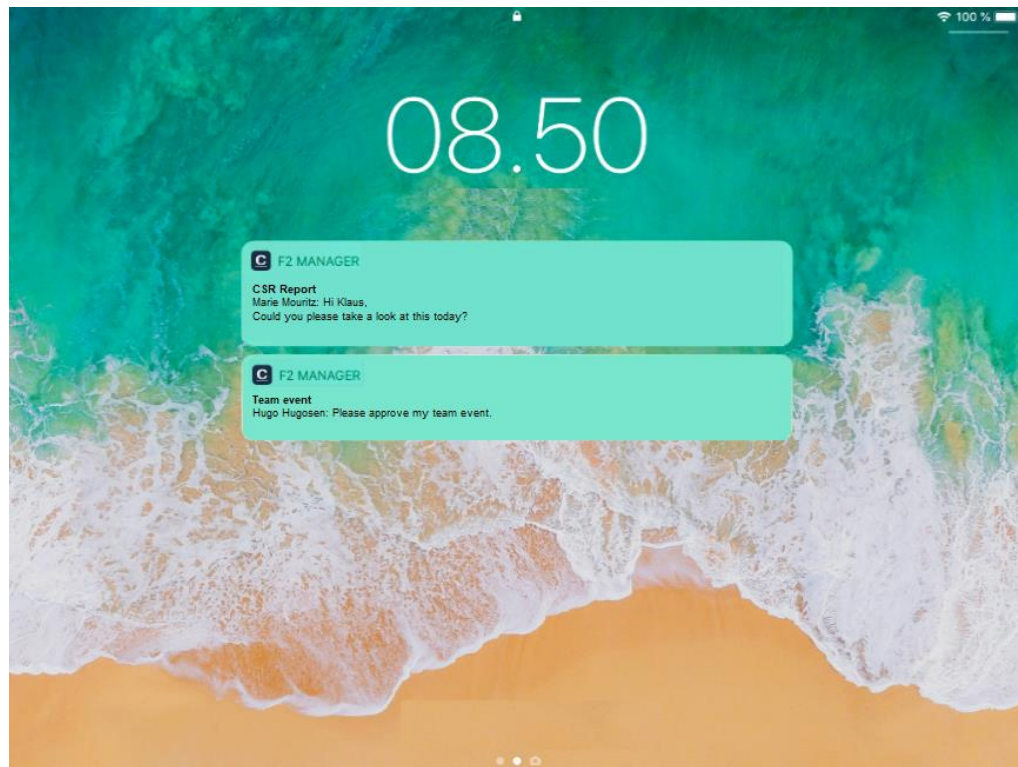 100 %
08.50
C F2 MANAGER
CSR Report
Marie Mouritz: Hi Klaus,
Could you please take a look at this today?
C F2 MANAGER
Team event
Hugo Hugosen: Please approve my team event.